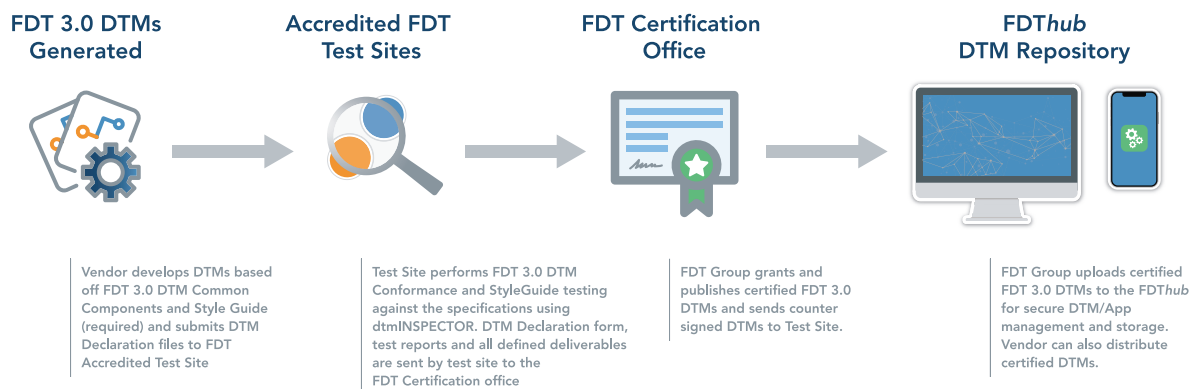 FDT 3.0 DTMs
Generated
Accredited FDT
Test Sites
FDT Certification
Office
FDThub
DTM Repository
Vendor develops DTMs based
off FDT 3.0 DTM Common
Components and Style Guide
(required) and submits DTM
Declaration files to FDT
Accredited Test Site
Test Site performs FDT 3.0 DTM
Conformance and StyleGuide testing
against the specifications using
dtmINSPECTOR. DTM Declaration form,
test reports and all defined deliverables
are sent by test site to the
FDT Certification office
FDT Group grants and
publishes certified FDT 3.0
DTMs and sends counter
signed DTMs to Test Site.
FDT Group uploads certified
FDT 3.0 DTMs to the FDThub
for secure DTM/App
management and storage.
Vendor can also distribute
certified DTMs.